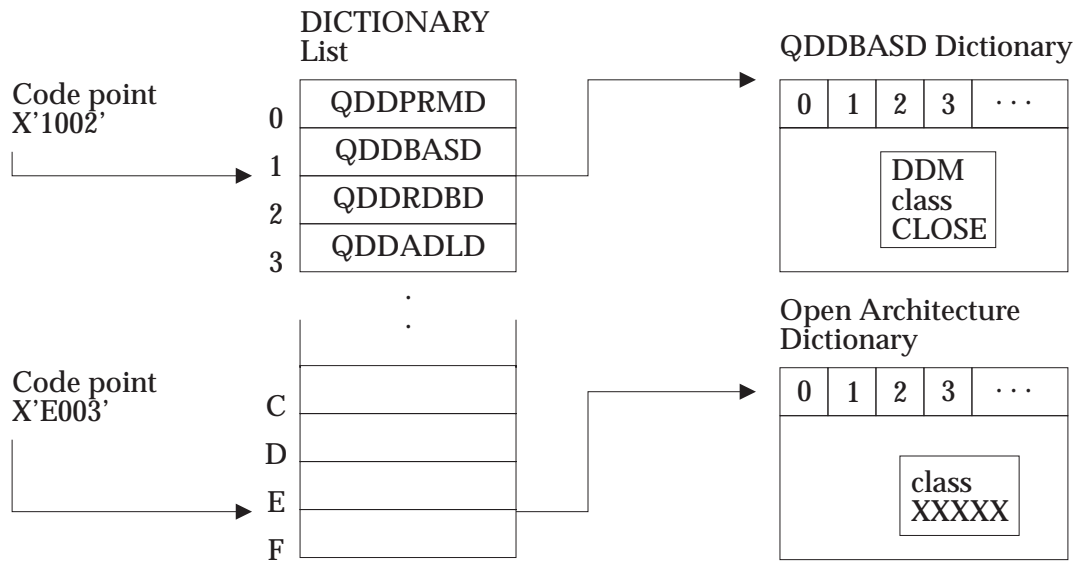 DICTIONARY
List
QDDBASD Dictionary
Code point
X'1002'
0
QDDPRMD
1
QDDBASD
2
QDDRDBD
3
QDDADLD
0 1 2 3 ···
DDM
class
CLOSE
Open Architecture
Dictionary
Code point
X'E003'
C
D
E
F
0 1 2 3 ···
class
XXXXX